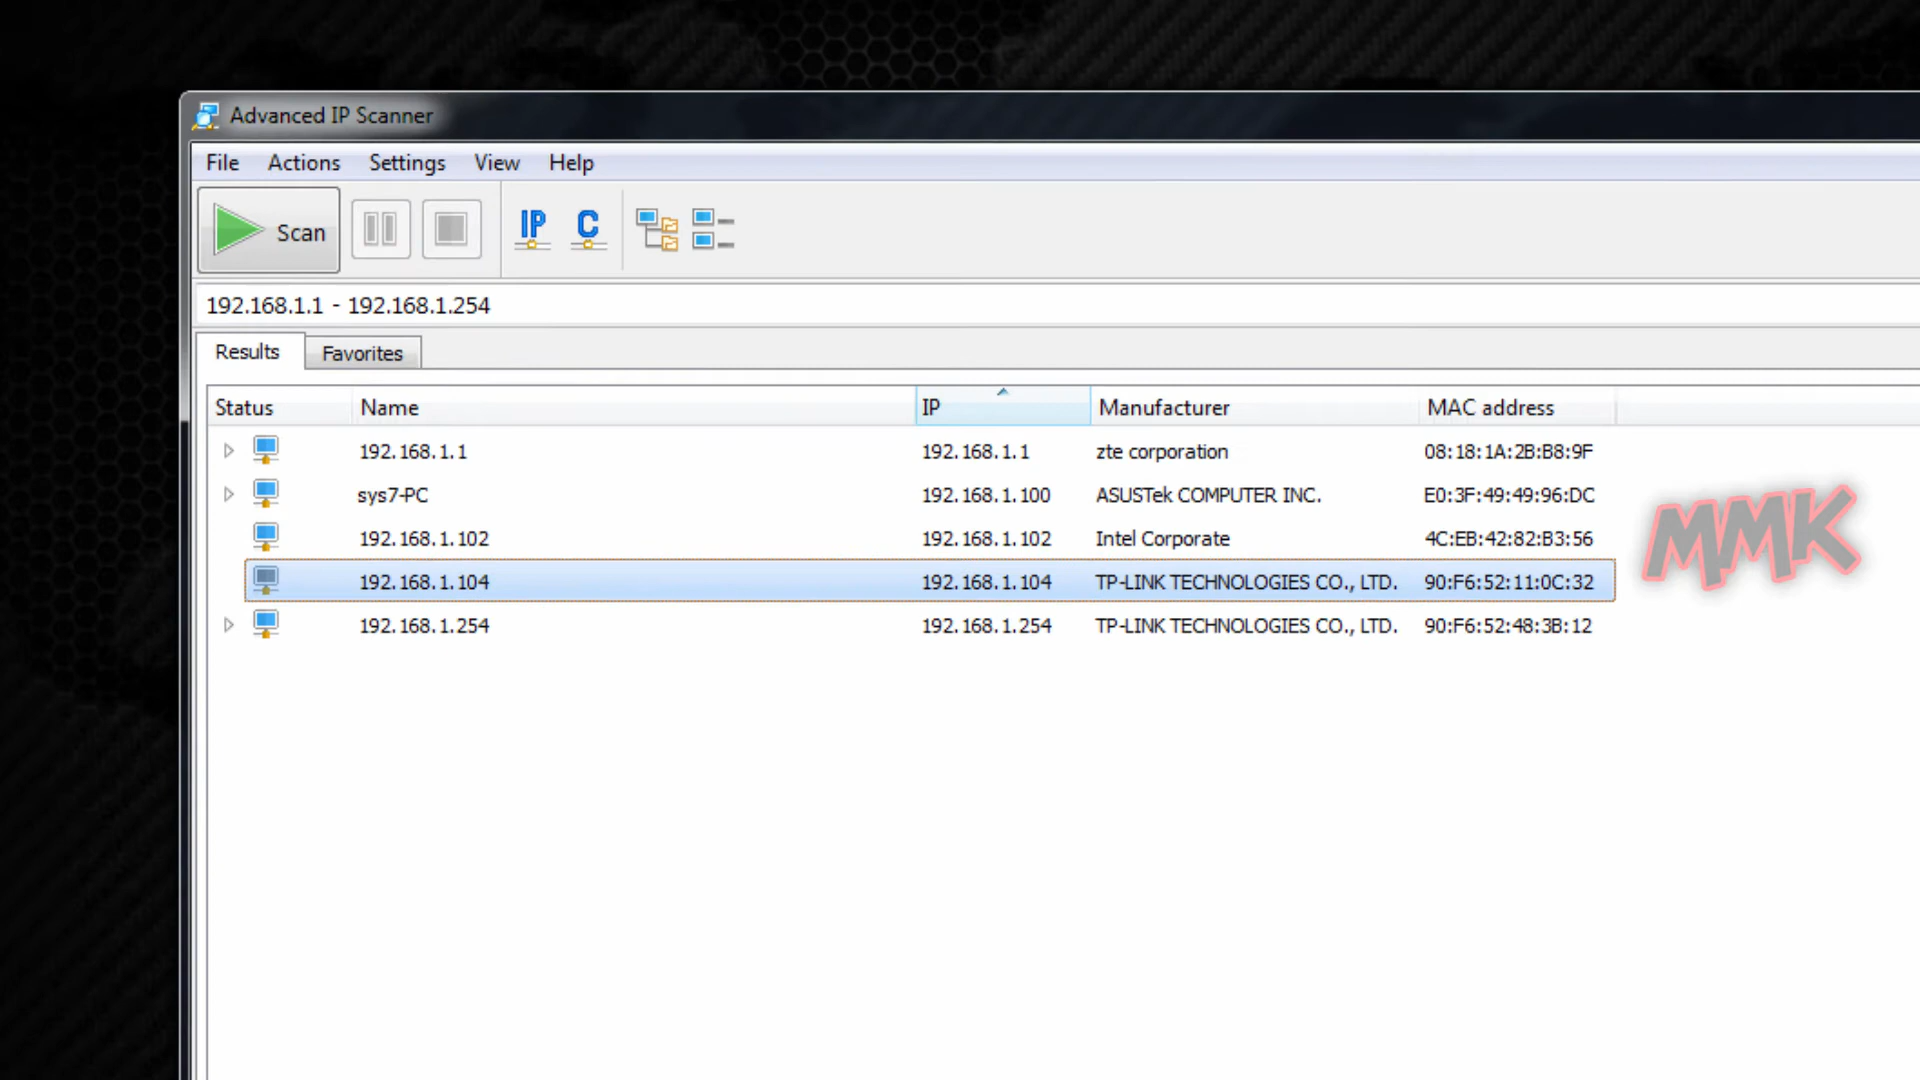 Advanced IP Scanner
File Actions Settings View Help
Scan IP C
192.168.1.1 - 192.168.1.254
Results Favorites
Status Name IP Manufacturer MAC address
192.168.1.1 192.168.1.1 zte corporation 08:18:1A:2B:B8:9F
sys7-PC 192.168.1.100 ASUSTek COMPUTER INC. E0:3F:49:49:96:DC
192.168.1.102 192.168.1.102 Intel Corporate 4C:EB:42:82:B3:56
192.168.1.104 192.168.1.104 TP-LINK TECHNOLOGIES CO., LTD. 90:F6:52:11:0C:32
192.168.1.254 192.168.1.254 TP-LINK TECHNOLOGIES CO., LTD. 90:F6:52:48:3B:12
MMK